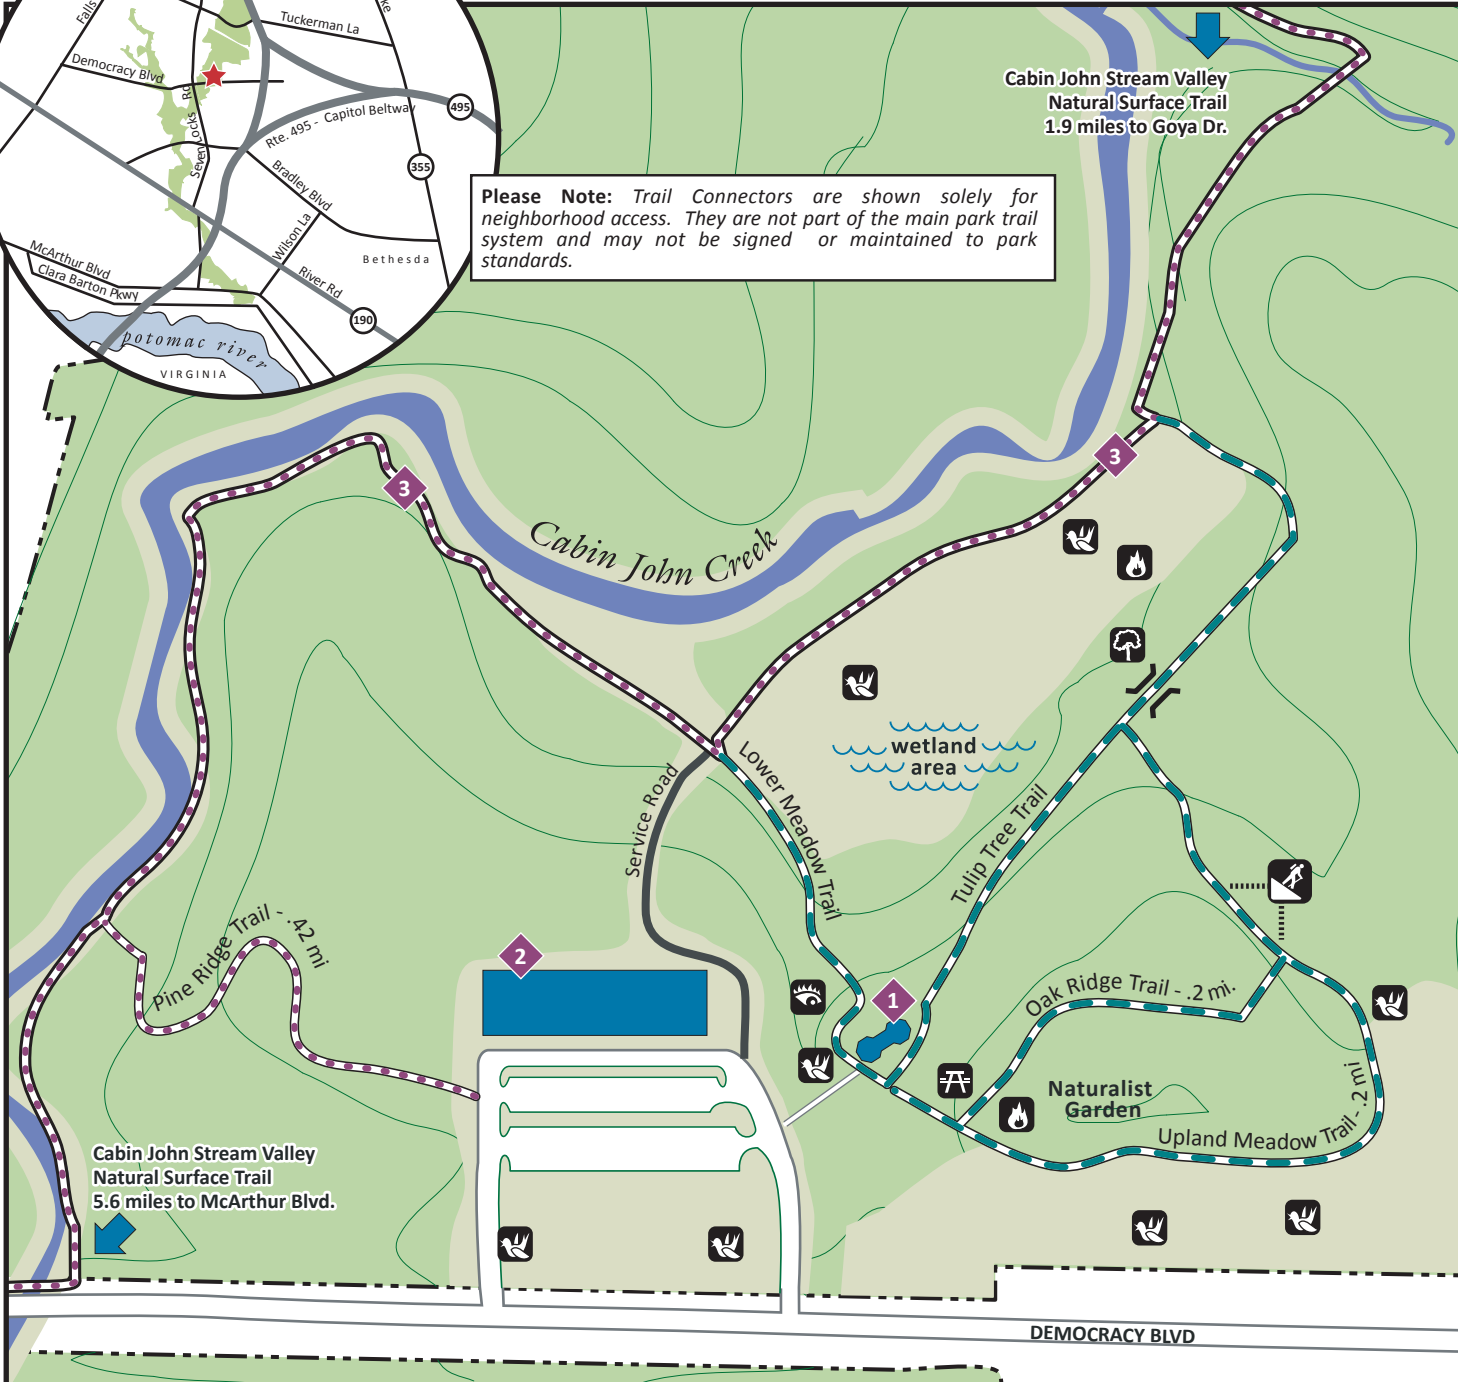 Falls
Tuckerman La
ke
Democracy Blvd
Seven Locks Rd
Rte. 495 - Capitol Beltway
495
355
Bradley Blvd
Wilson La
Bethesda
McArthur Blvd
Clara Barton Pkwy
River Rd
190
potomac river
VIRGINIA
Cabin John Stream Valley
Natural Surface Trail
1.9 miles to Goya Dr.
Please Note: Trail Connectors are shown solely for
neighborhood access. They are not part of the main park trail
system and may not be signed or maintained to park
standards.
3
3
Cabin John Creek
wetland
area
Lower Meadow Trail
Service Road
Tulip Tree Trail
Pine Ridge Trail - .42 mi
2
1
Oak Ridge Trail - .2 mi.
Naturalist
Garden
Upland Meadow Trail - .2 mi
Cabin John Stream Valley
Natural Surface Trail
5.6 miles to McArthur Blvd.
DEMOCRACY BLVD